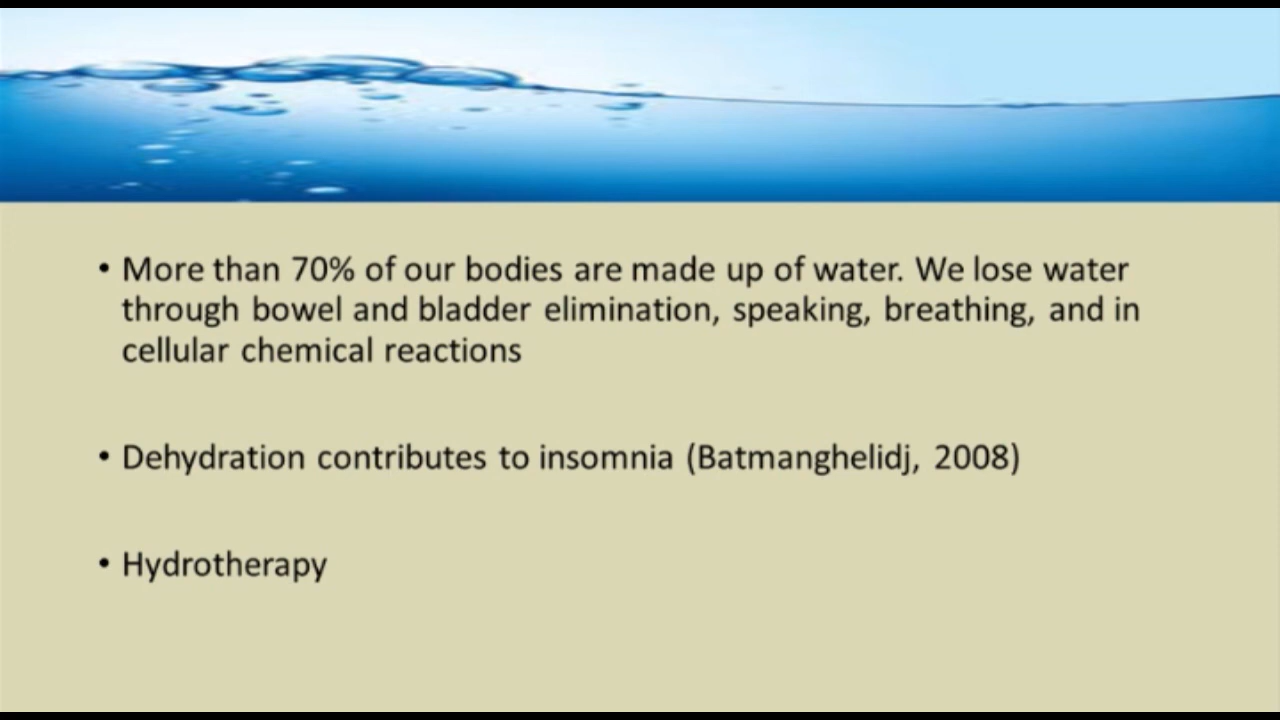 • More than 70% of our bodies are made up of water. We lose water
through bowel and bladder elimination, speaking, breathing, and in
cellular chemical reactions
• Dehydration contributes to insomnia (Batmanghelidj, 2008)
• Hydrotherapy